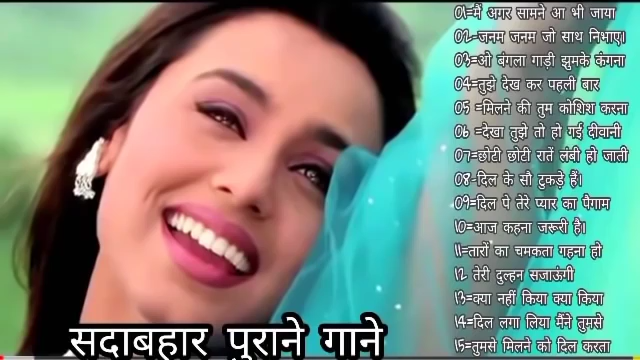 01=मैं अगर सामने आ भी जाया
02-जनम जनम जो साथ निभाए।
03=ओ बंगला गाड़ी झुमके कंगना
04=तुझे देख कर पहली बार
05 =मिलने की तुम कोशिश करना
06 =देखा तुझे तो हो गई दीवानी
07=छोटी छोटी रातें लंबी हो जाती
08-दिल के सौ टुकड़े हैं।
09=दिल पे तेरे प्यार का पैगाम
10=आज कहना जरूरी है।
11=तारों का चमकता गहना हो
12 तेरी दुल्हन सजाऊंगी
13=क्या नहीं किया क्या किया
14=दिल लगा लिया मैंने तुमसे
15=तुमसे मिलने को दिल करता
सदाबहार पुराने गाने